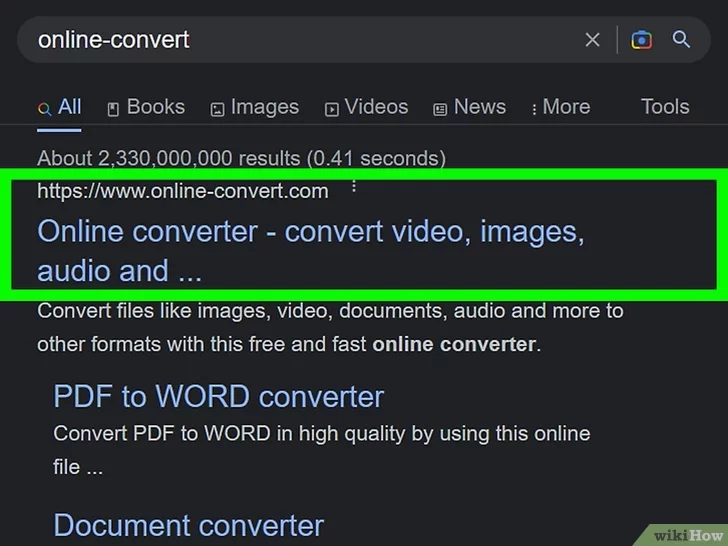 online-convert
All Books Images Videos News More Tools
About 2,330,000,000 results (0.41 seconds)
https://www.online-convert.com
Online converter - convert video, images,
audio and ...
Convert files like images, video, documents, audio and more to
other formats with this free and fast online converter.
PDF to WORD converter
Convert PDF to WORD in high quality by using this online
file ...
Document converter
wikiHow